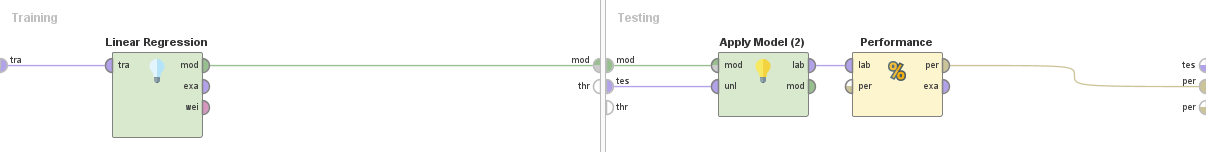 Training
Testing
Linear Regression
Apply Model (2)
Performance
tra
tra
mod
mod
mod
mod
lab
lab
per
tes
exa
thr
tes
unl
mod
per
exa
per
wei
thr
per